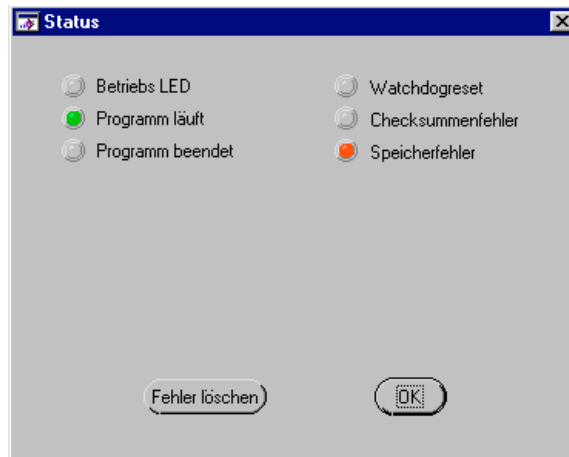 Status
Betriebs LED
Programm läuft
Programm beendet
Watchdogreset
Checksummenfehler
Speicherfehler
Fehler löschen
OK